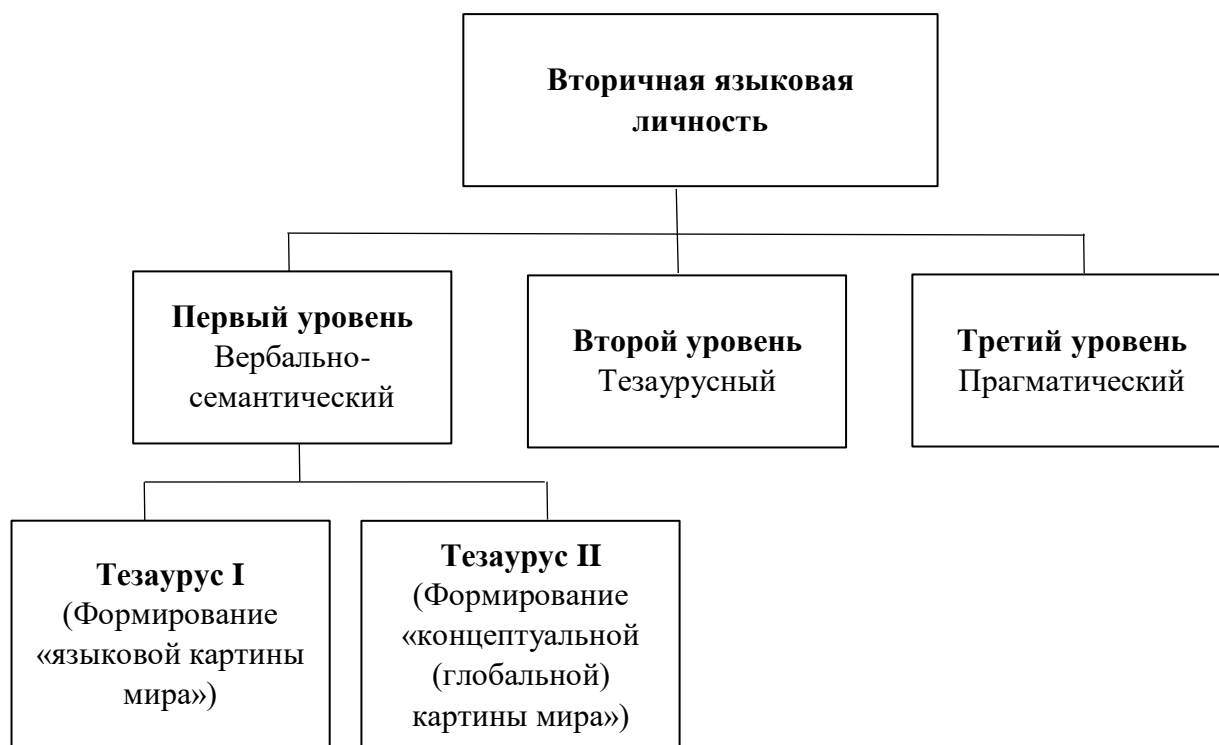 Вторичная языковая
личность
Первый уровень
Вербально-
семантический
Второй уровень
Тезаурусный
Третий уровень
Прагматический
Тезаурус I
(Формирование
«языковой картины
мира»)
Тезаурус II
(Формирование
«концептуальной
(глобальной)
картины мира»)